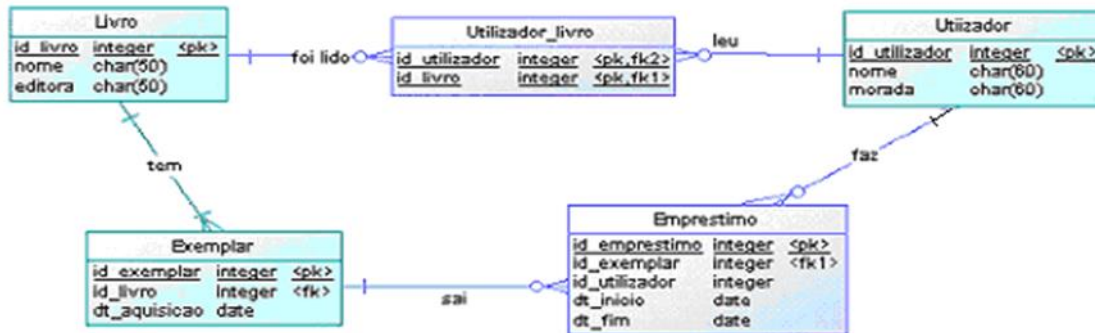 Livro
id_livro integer <pk>
nome char(50)
editora char(50)
foi lido
Utilizador_livro
id_utilizador integer <pk,fk2>
id_livro integer <pk,fk1>
leu
Utiizador
id_utilizador integer <pk>
nome char(60)
morada char(60)
tem
faz
Exemplar
id_exemplar integer <pk>
id_livro integer <fk>
dt_aquisicao date
sai
Emprestimo
id_emprestimo integer <pk>
id_exemplar integer <fk1>
id_utilizador integer
dt_inicio date
dt_fim date